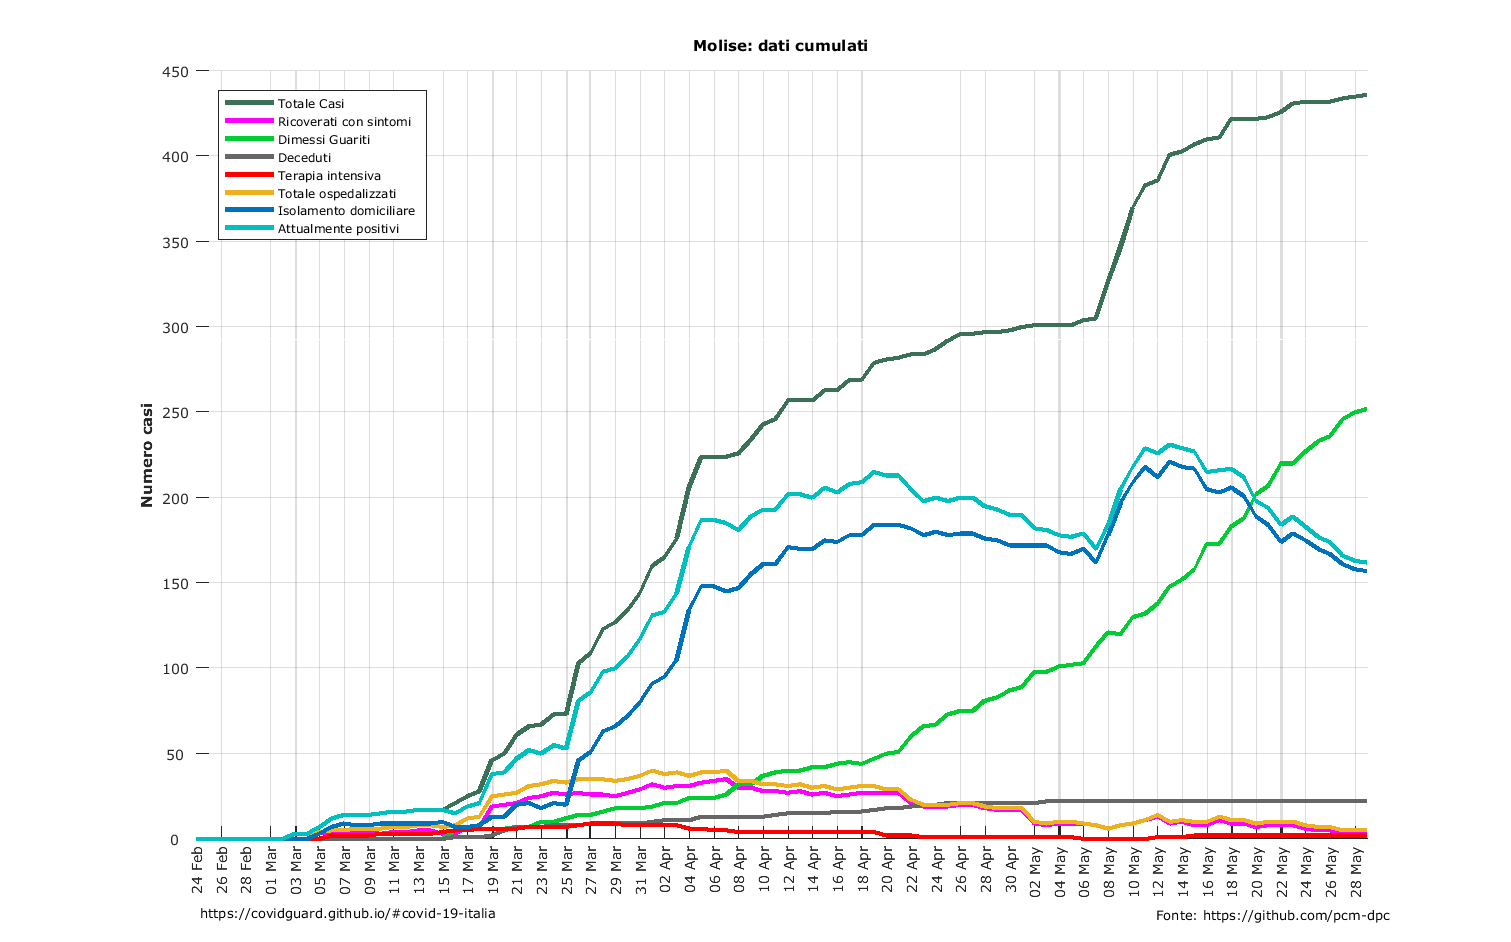 Molise: dati cumulati
450
400
350
300
250
200
150
100
50
0
Numero casi
Totale Casi
Ricoverati con sintomi
Dimessi Guariti
Deceduti
Terapia intensiva
Totale ospedalizzati
Isolamento domiciliare
Attualmente positivi
24 Feb
26 Feb
28 Feb
01 Mar
03 Mar
05 Mar
07 Mar
09 Mar
11 Mar
13 Mar
15 Mar
17 Mar
19 Mar
21 Mar
23 Mar
25 Mar
27 Mar
29 Mar
31 Mar
02 Apr
04 Apr
06 Apr
08 Apr
10 Apr
12 Apr
14 Apr
16 Apr
18 Apr
20 Apr
22 Apr
24 Apr
26 Apr
28 Apr
30 Apr
02 May
04 May
06 May
08 May
10 May
12 May
14 May
16 May
18 May
20 May
22 May
24 May
26 May
28 May
https://covidguard.github.io/#covid-19-italia
Fonte: https://github.com/pcm-dpc